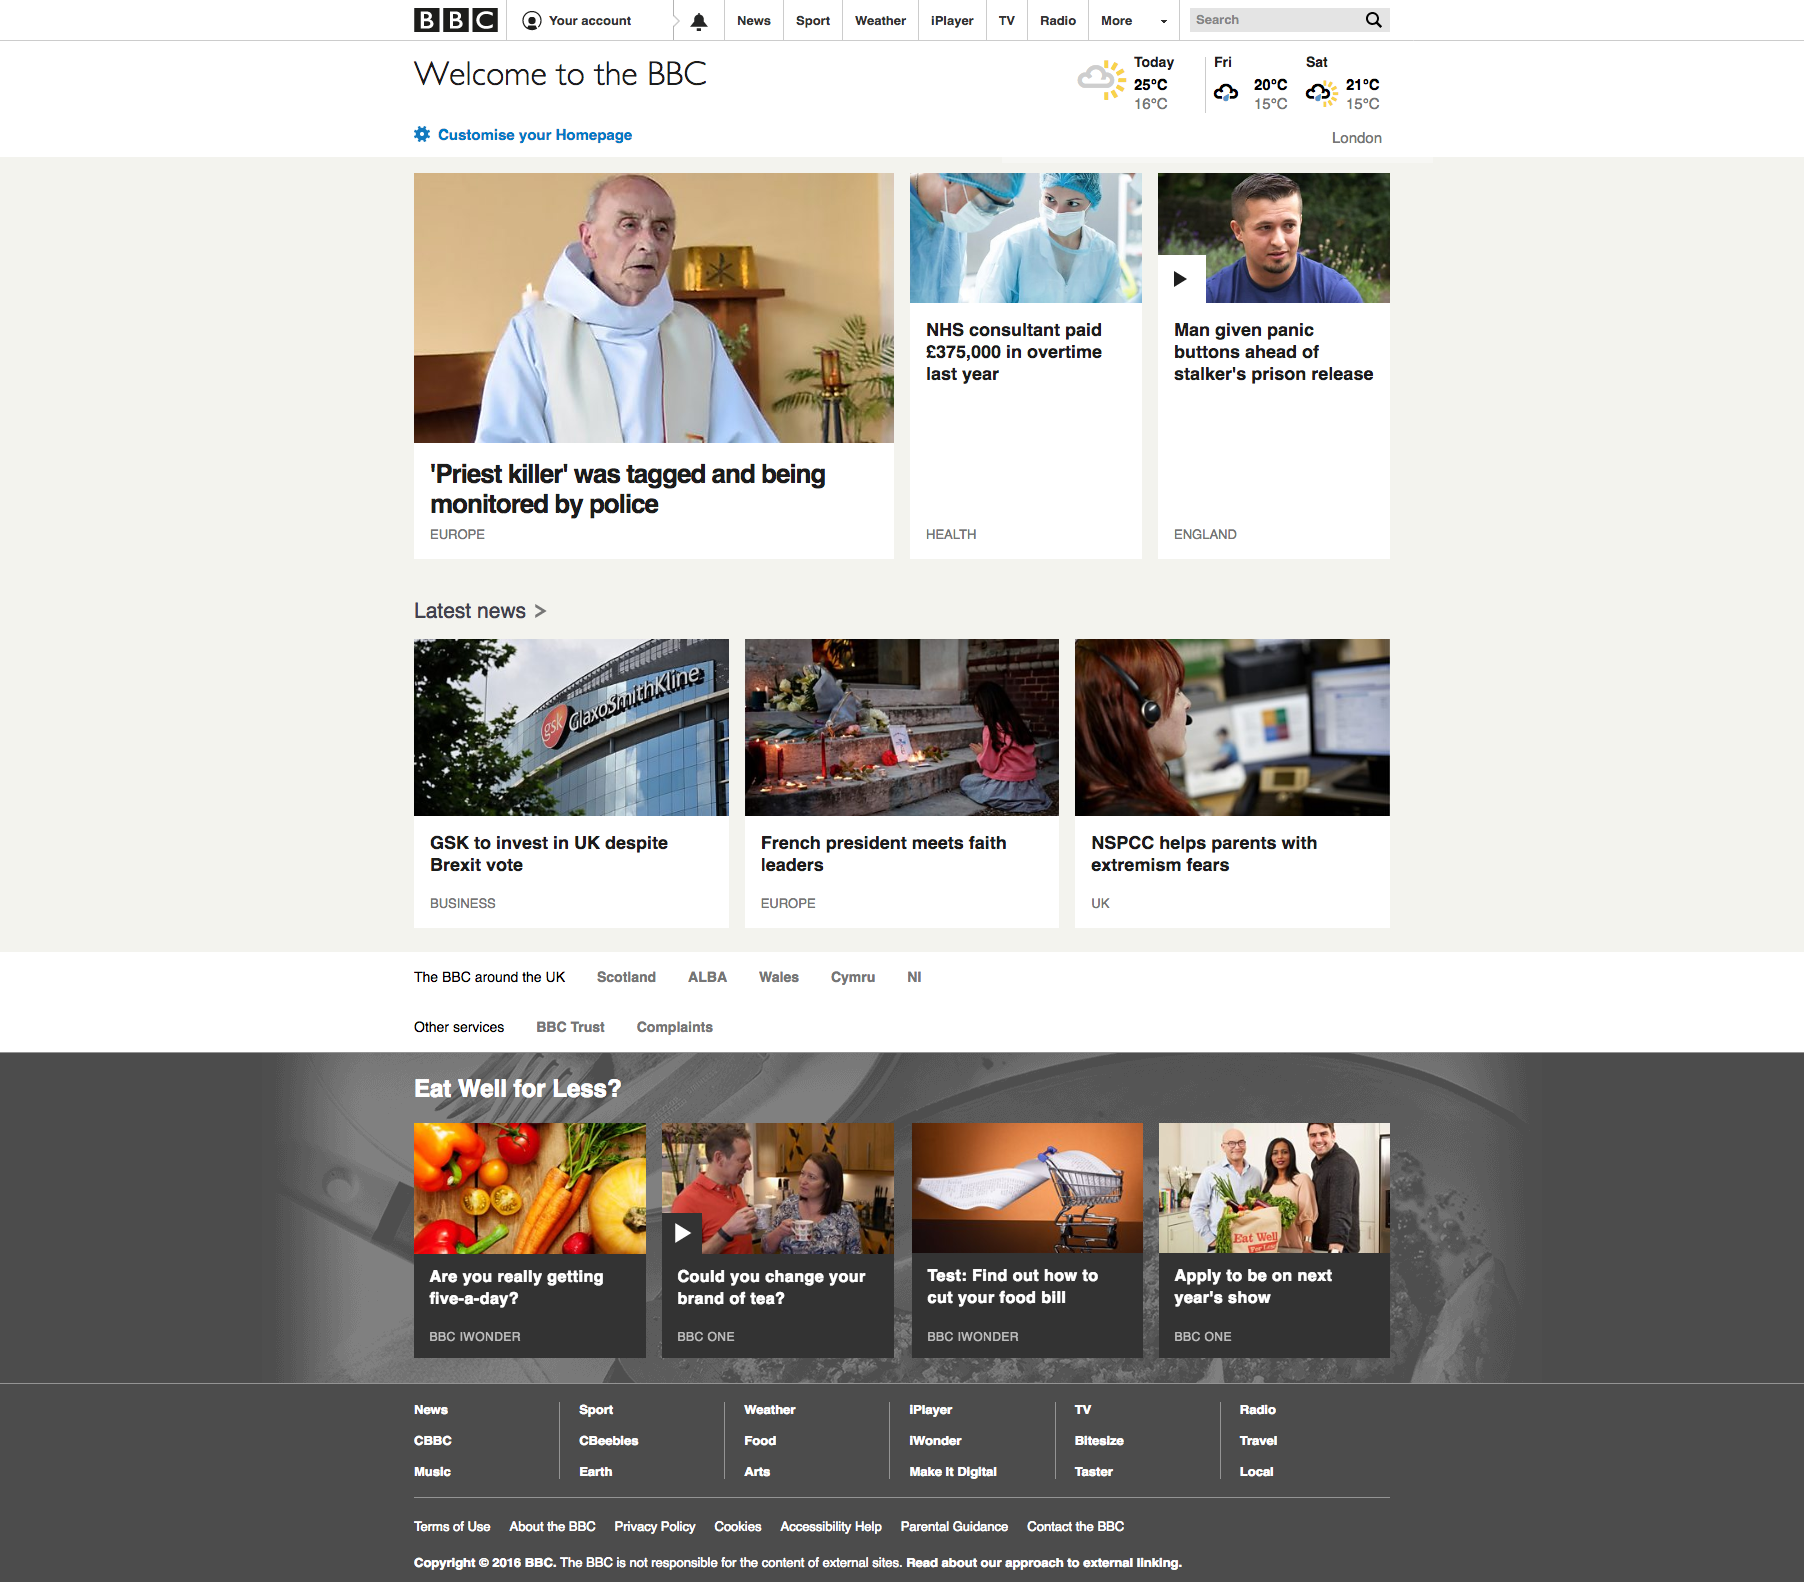 BBC
Your account
News
Sport
Weather
iPlayer
TV
Radio
More
Search
Welcome to the BBC
Customise your Homepage
Today
25°C
16°C
Fri
20°C
15°C
Sat
21°C
15°C
London
'Priest killer' was tagged and being
monitored by police
EUROPE
NHS consultant paid
£375,000 in overtime
last year
HEALTH
Man given panic
buttons ahead of
stalker's prison release
ENGLAND
Latest news >
gsk GlaxoSmithKline
GSK to invest in UK despite
Brexit vote
BUSINESS
French president meets faith
leaders
EUROPE
NSPCC helps parents with
extremism fears
UK
The BBC around the UK Scotland ALBA Wales Cymru NI
Other services BBC Trust Complaints
Eat Well for Less?
Are you really getting
five-a-day?
BBC IWONDER
Could you change your
brand of tea?
BBC ONE
Test: Find out how to
cut your food bill
BBC IWONDER
Eat Well
For Less
Apply to be on next
year's show
BBC ONE
News Sport Weather iPlayer TV Radio
CBBC CBeebies Food iWonder Bitesize Travel
Music Earth Arts Make It Digital Taster Local
Terms of Use About the BBC Privacy Policy Cookies Accessibility Help Parental Guidance Contact the BBC
Copyright © 2016 BBC. The BBC is not responsible for the content of external sites. Read about our approach to external linking.